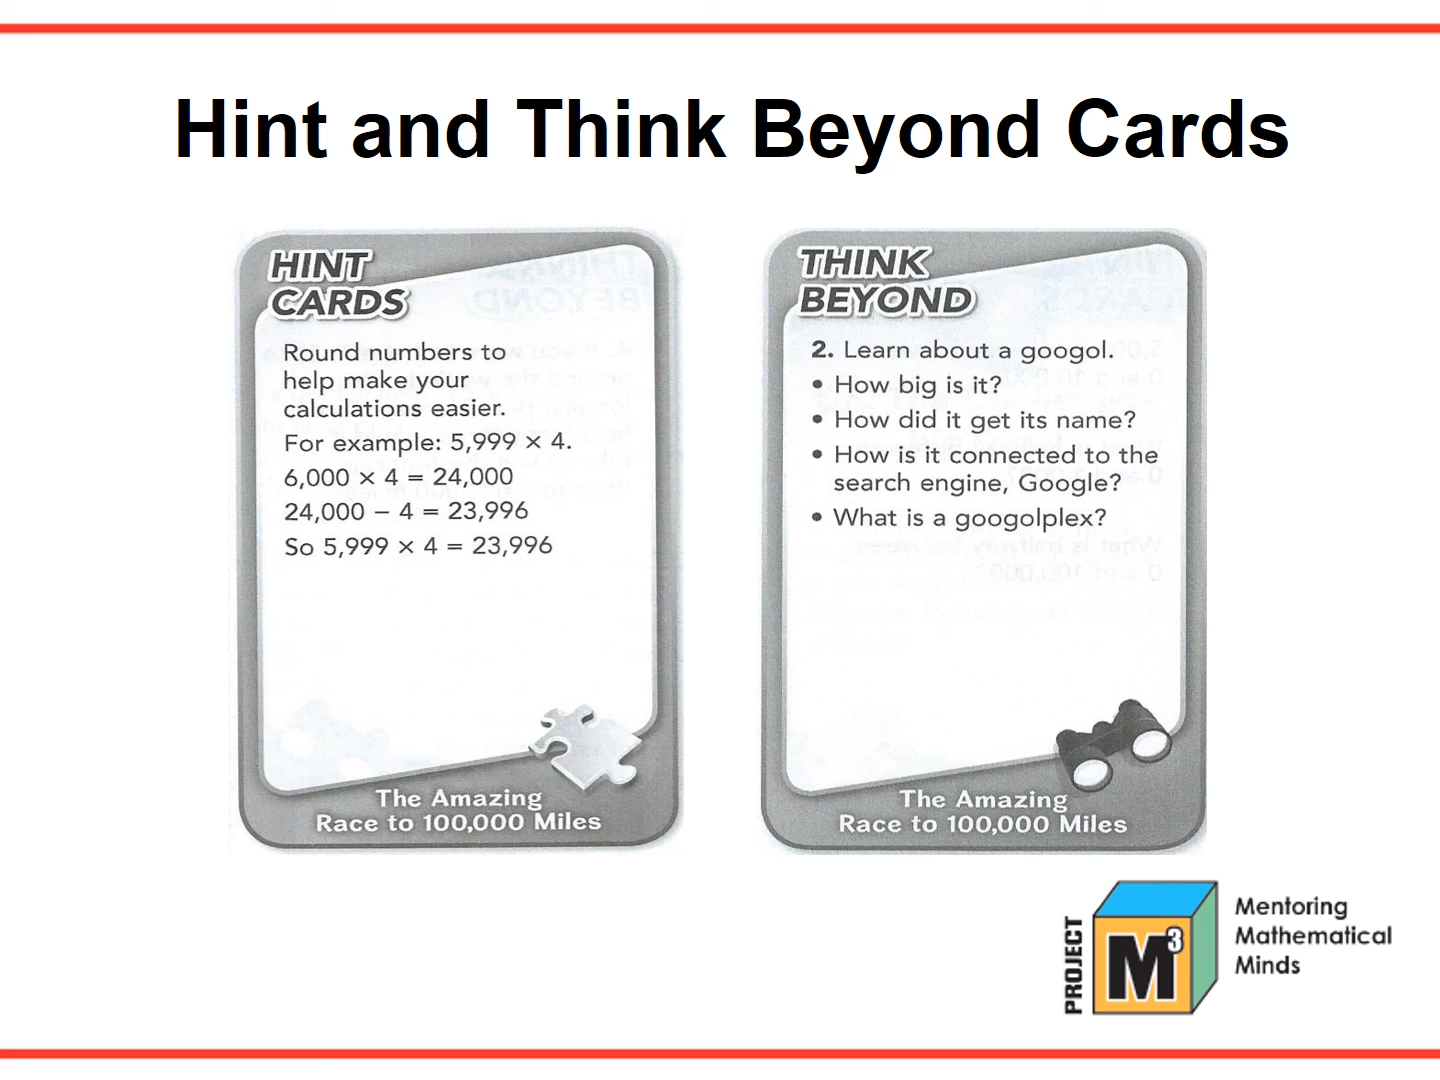 Hint and Think Beyond Cards
HINT
CARDS
Round numbers to
help make your
calculations easier.
For example: 5,999 × 4.
6,000 × 4 = 24,000
24,000 − 4 = 23,996
So 5,999 × 4 = 23,996
The Amazing
Race to 100,000 Miles
THINK
BEYOND
2. Learn about a googol.
• How big is it?
• How did it get its name?
• How is it connected to the
search engine, Google?
• What is a googolplex?
The Amazing
Race to 100,000 Miles
PROJECT
M3
Mentoring
Mathematical
Minds